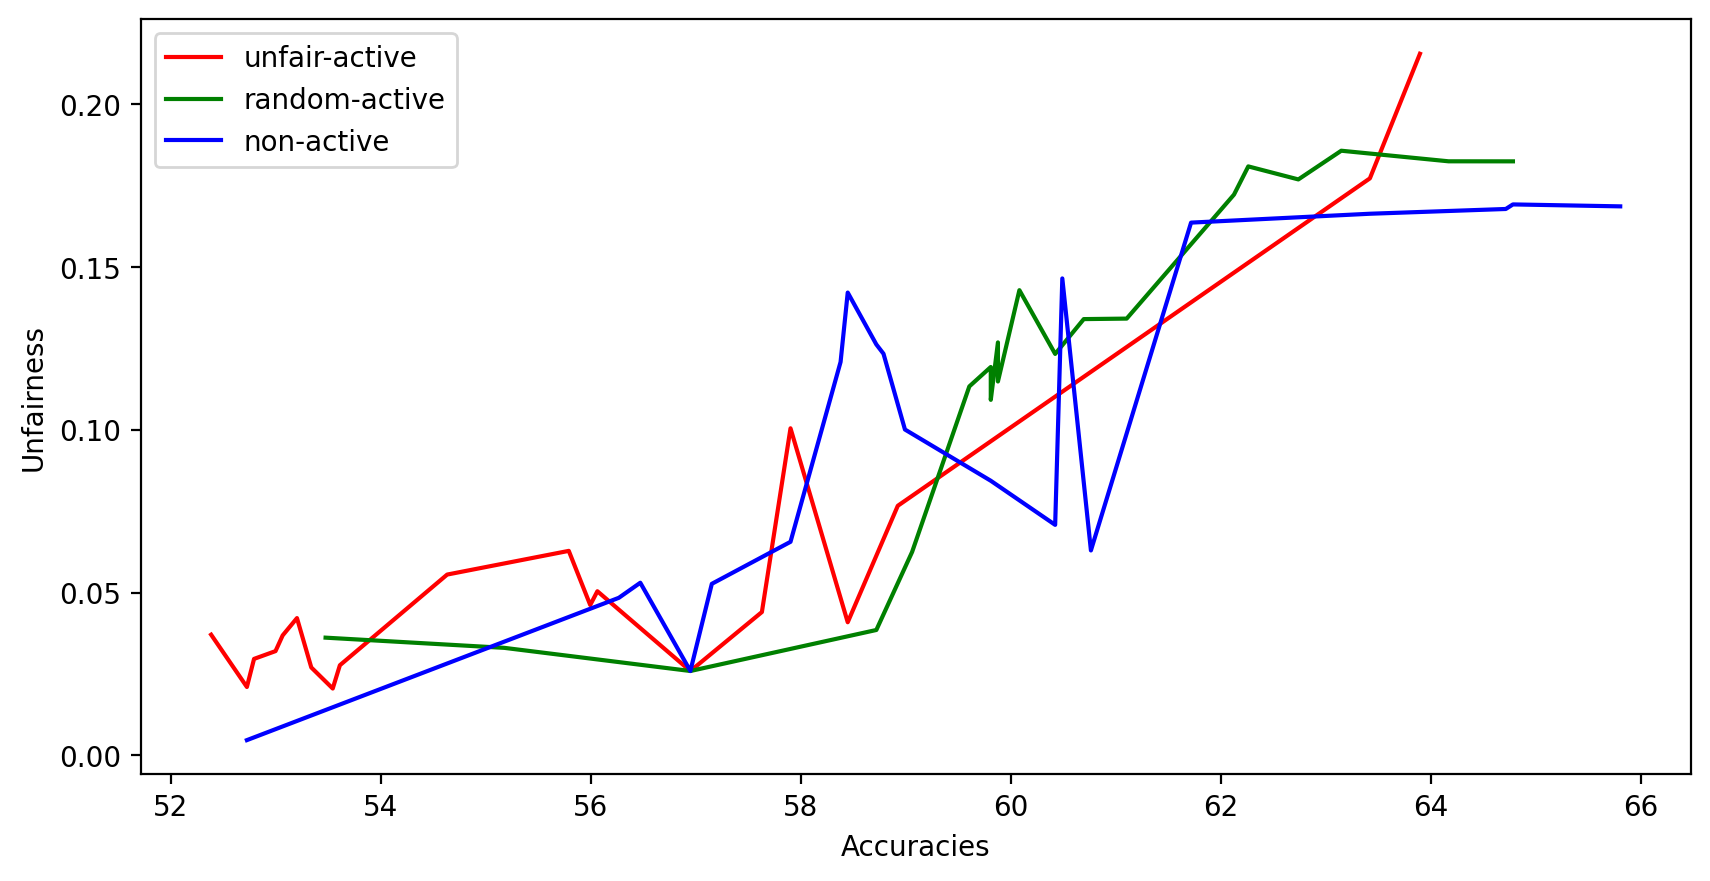 unfair-active
random-active
non-active
0.20
0.15
0.10
0.05
0.00
Unfairness
52 54 56 58 60 62 64 66
Accuracies